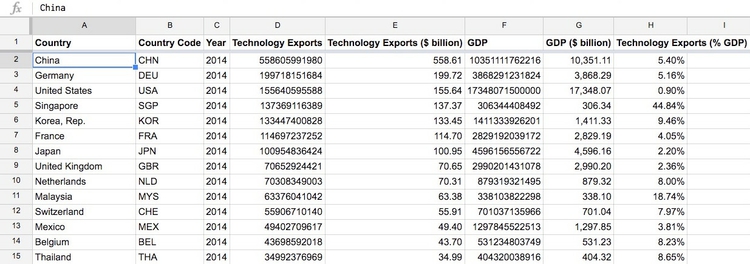 fx China
A B C D E F G H I
1 Country Country Code Year Technology Exports Technology Exports ($ billion) GDP GDP ($ billion) Technology Exports (% GDP)
2 China CHN 2014 558605991980 558.61 10351111762216 10,351.11 5.40%
3 Germany DEU 2014 199718151684 199.72 3868291231824 3,868.29 5.16%
4 United States USA 2014 155640595588 155.64 17348071500000 17,348.07 0.90%
5 Singapore SGP 2014 137369116389 137.37 306344408492 306.34 44.84%
6 Korea, Rep. KOR 2014 133447400828 133.45 1411333926201 1,411.33 9.46%
7 France FRA 2014 114697237252 114.70 2829192039172 2,829.19 4.05%
8 Japan JPN 2014 100954836424 100.95 4596156556722 4,596.16 2.20%
9 United Kingdom GBR 2014 70652924421 70.65 2990201431078 2,990.20 2.36%
10 Netherlands NLD 2014 70308349003 70.31 879319321495 879.32 8.00%
11 Malaysia MYS 2014 63376041042 63.38 338103822298 338.10 18.74%
12 Switzerland CHE 2014 55906710140 55.91 701037135966 701.04 7.97%
13 Mexico MEX 2014 49402709617 49.40 1297845522513 1,297.85 3.81%
14 Belgium BEL 2014 43698592018 43.70 531234803749 531.23 8.23%
15 Thailand THA 2014 34992376969 34.99 404320038916 404.32 8.65%